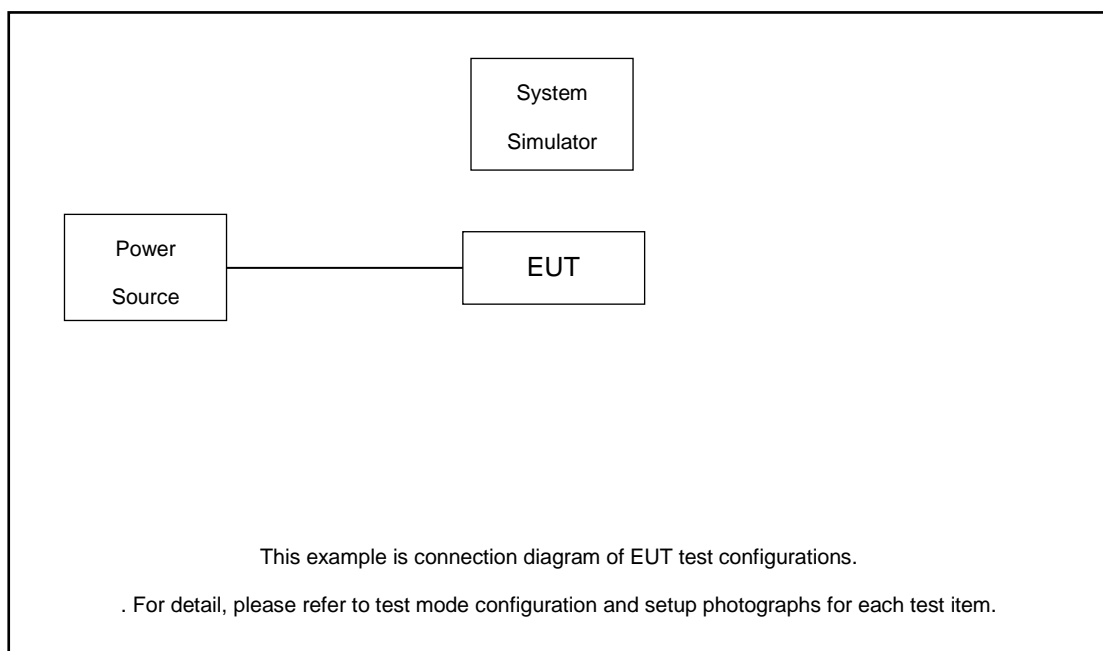 System
Simulator
Power
Source
EUT
This example is connection diagram of EUT test configurations.
. For detail, please refer to test mode configuration and setup photographs for each test item.